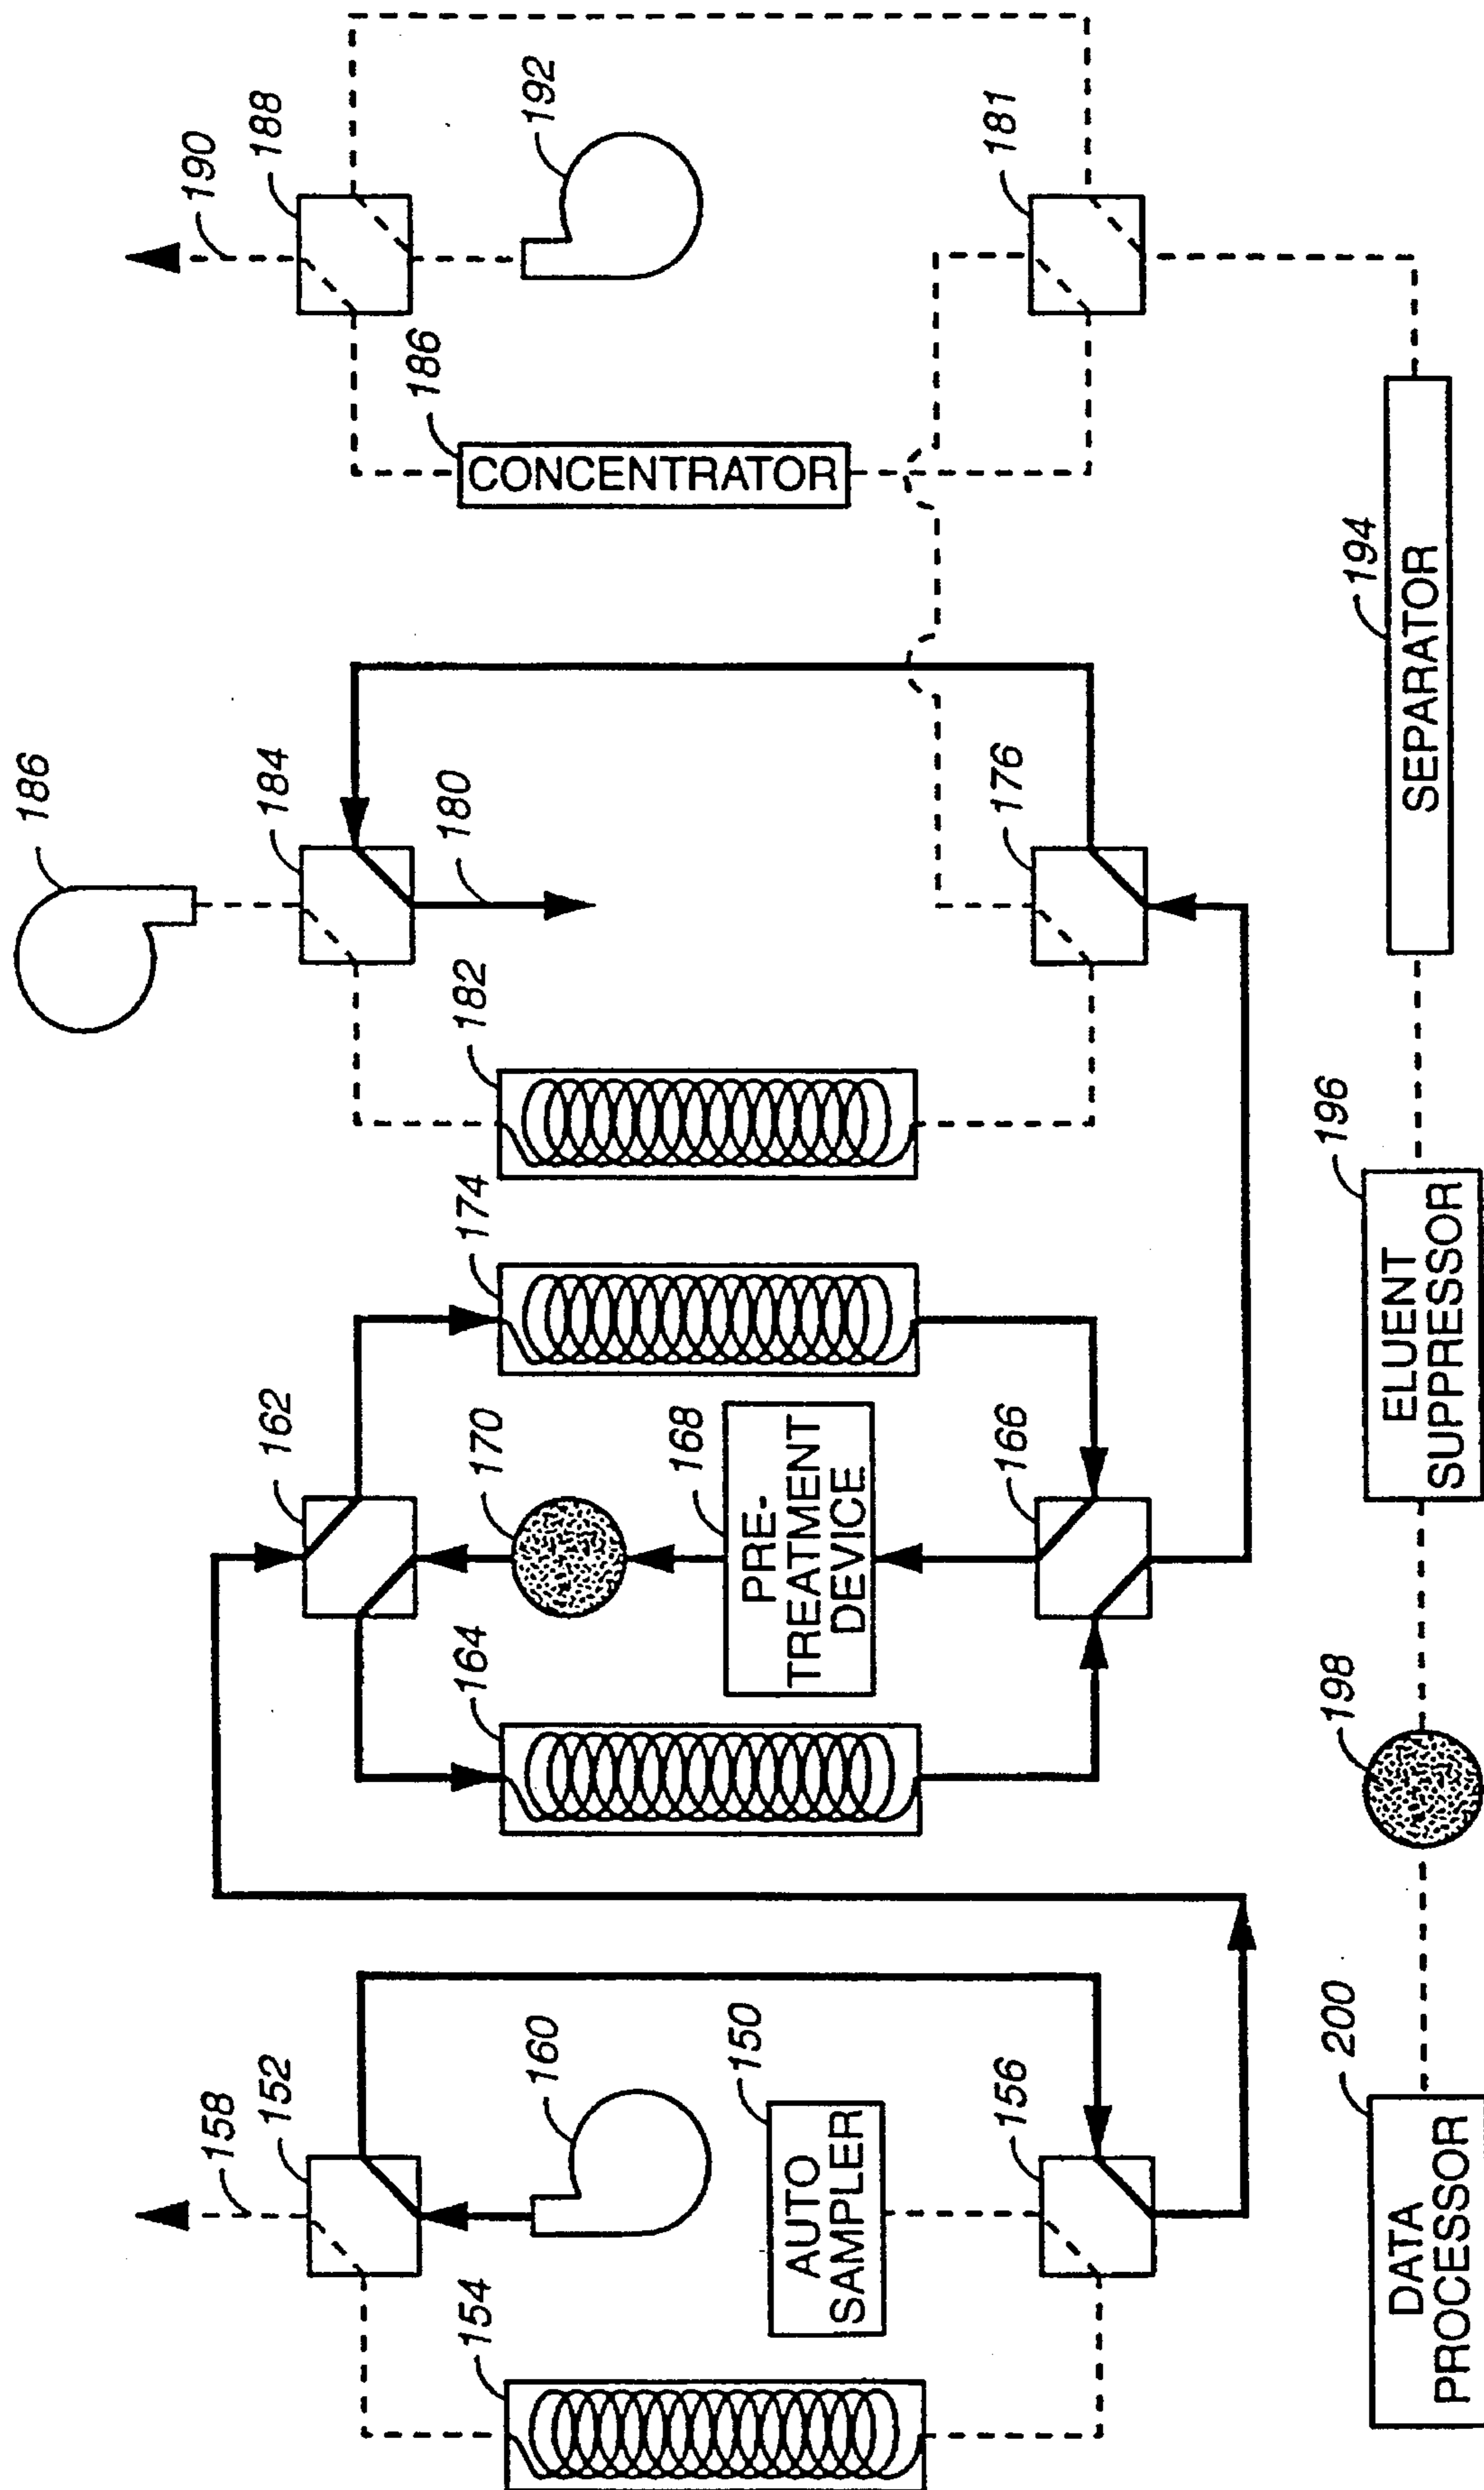 158
152
160
154
AUTO
SAMPLER
150
156
162
170
164
PRE-
TREATMENT
DEVICE
168
174
166
186
184
180
182
176
190
188
192
CONCENTRATOR
186
181
DATA
PROCESSOR
200
198
ELUENT
SUPPRESSOR
196
SEPARATOR
194